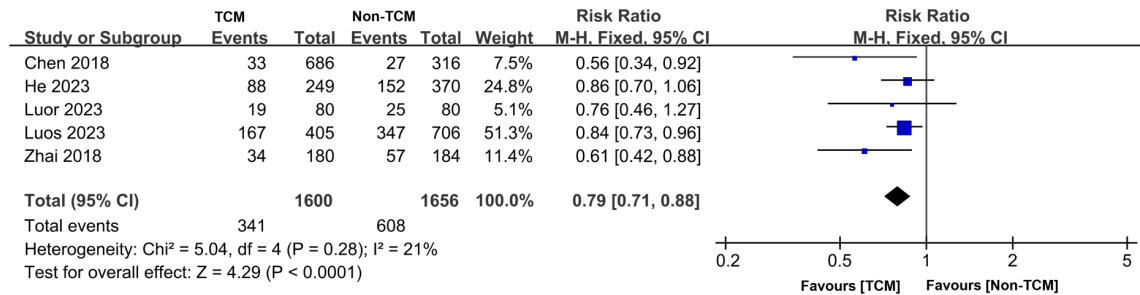 TCM Non-TCM Risk Ratio Risk Ratio
Study or Subgroup Events Total Events Total Weight M-H, Fixed, 95% CI M-H, Fixed, 95% CI
Chen 2018 33 686 27 316 7.5% 0.56 [0.34, 0.92]
He 2023 88 249 152 370 24.8% 0.86 [0.70, 1.06]
Luor 2023 19 80 25 80 5.1% 0.76 [0.46, 1.27]
Luos 2023 167 405 347 706 51.3% 0.84 [0.73, 0.96]
Zhai 2018 34 180 57 184 11.4% 0.61 [0.42, 0.88]
Total (95% CI) 1600 1656 100.0% 0.79 [0.71, 0.88]
Total events 341 608
Heterogeneity: Chi² = 5.04, df = 4 (P = 0.28); I² = 21%
Test for overall effect: Z = 4.29 (P < 0.0001)
0.2 0.5 1 2 5
Favours [TCM] Favours [Non-TCM]